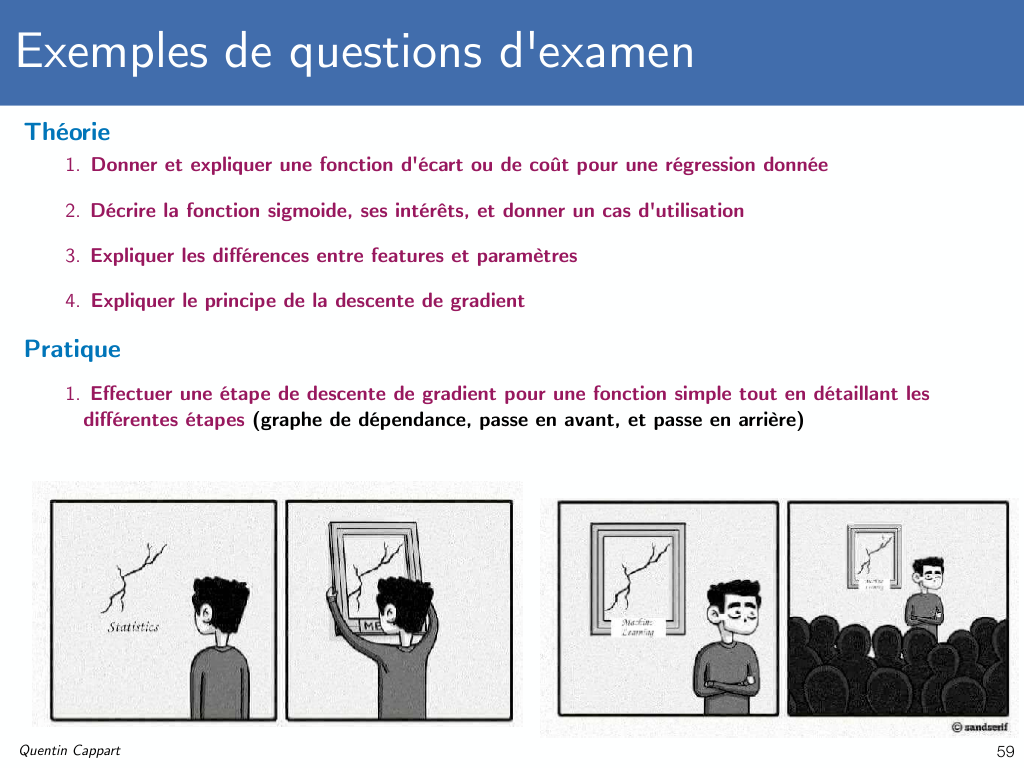 Exemples de questions d'examen
Théorie
1. Donner et expliquer une fonction d'écart ou de coût pour une régression donnée
2. Décrire la fonction sigmoide, ses intérêts, et donner un cas d'utilisation
3. Expliquer les différences entre features et paramètres
4. Expliquer le principe de la descente de gradient
Pratique
1. Effectuer une étape de descente de gradient pour une fonction simple tout en détaillant les
différentes étapes (graphe de dépendance, passe en avant, et passe en arrière)
Statistics
ME
Machine
Learning
Machine
Learning
© sandserif
Quentin Cappart
59